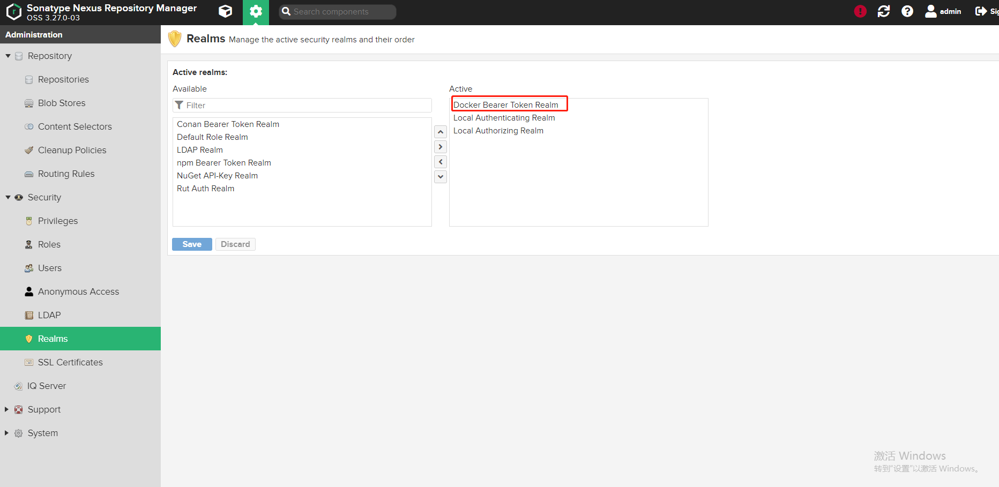 Sonatype Nexus Repository Manager
OSS 3.27.0-03
Search components
admin
Administration
Repository
Repositories
Blob Stores
Content Selectors
Cleanup Policies
Routing Rules
Security
Privileges
Roles
Users
Anonymous Access
LDAP
Realms
SSL Certificates
IQ Server
Support
System
Realms Manage the active security realms and their order
Active realms:
Available
Filter
Conan Bearer Token Realm
Default Role Realm
LDAP Realm
npm Bearer Token Realm
NuGet API-Key Realm
Rut Auth Realm
Active
Docker Bearer Token Realm
Local Authenticating Realm
Local Authorizing Realm
Save
Discard
激活 Windows
转到"设置"以激活 Windows。